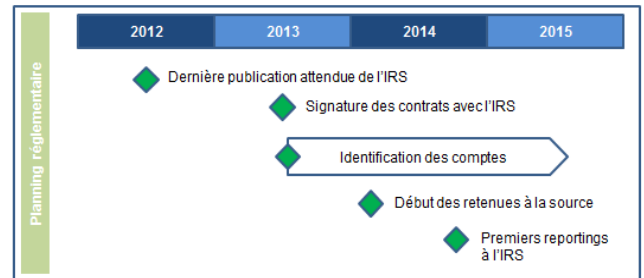 Planning réglementaire
2012 2013 2014 2015
Dernière publication attendue de l'IRS
Signature des contrats avec l'IRS
Identification des comptes
Début des retenues à la source
Premiers reportings
à l'IRS